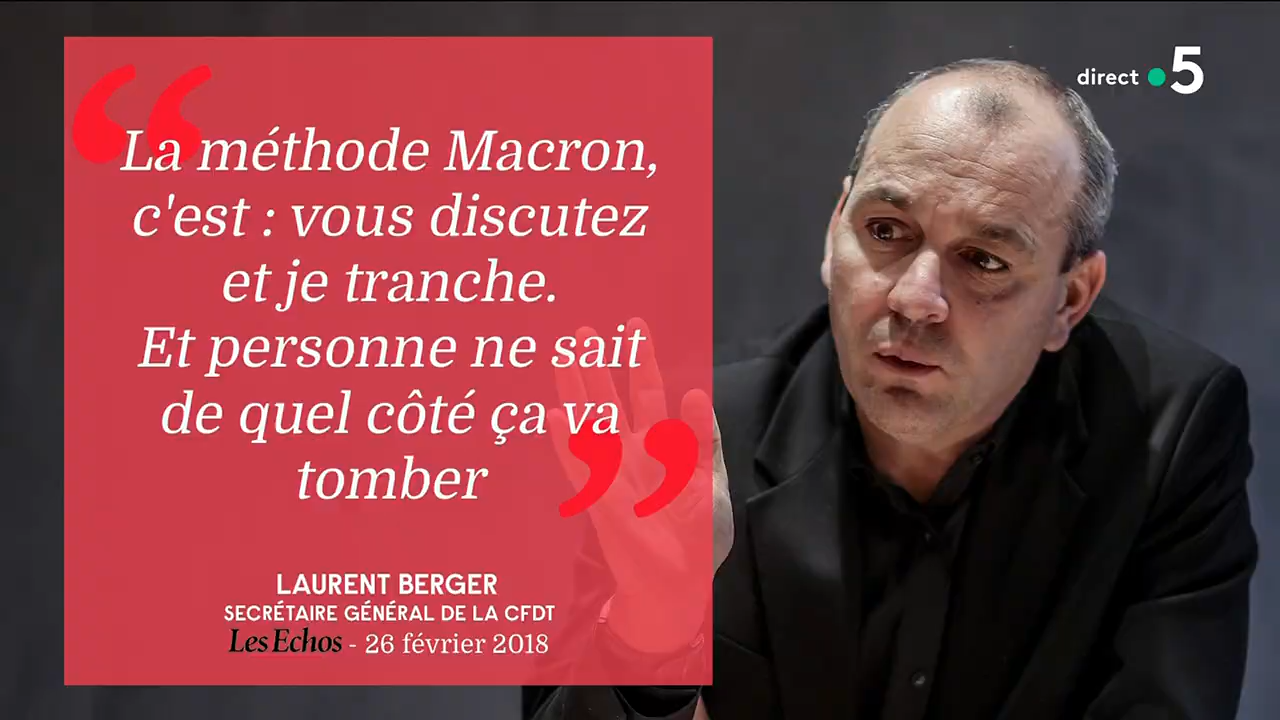 direct 5
“La méthode Macron,
c'est : vous discutez
et je tranche.
Et personne ne sait
de quel côté ça va
tomber”
LAURENT BERGER
SECRÉTAIRE GÉNÉRAL DE LA CFDT
Les Echos - 26 février 2018